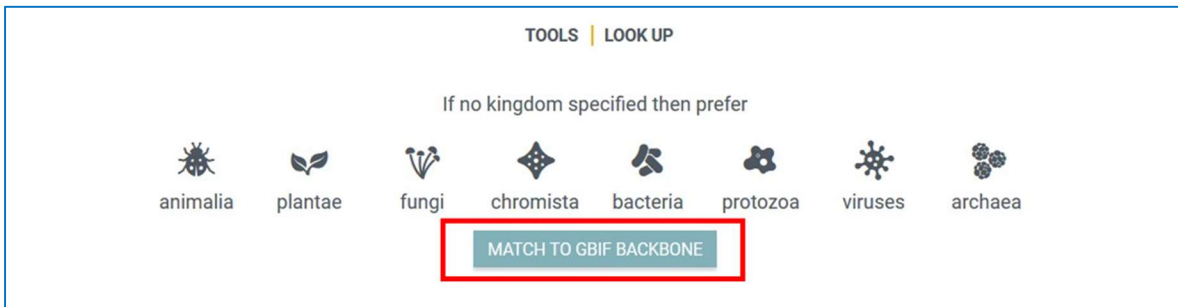 TOOLS | LOOK UP
If no kingdom specified then prefer
animalia plantae fungi chromista bacteria protozoa viruses archaea
MATCH TO GBIF BACKBONE